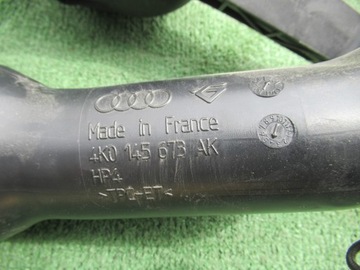 Made in France
4K0 145 673 AK
HP4
>TPC-ET<